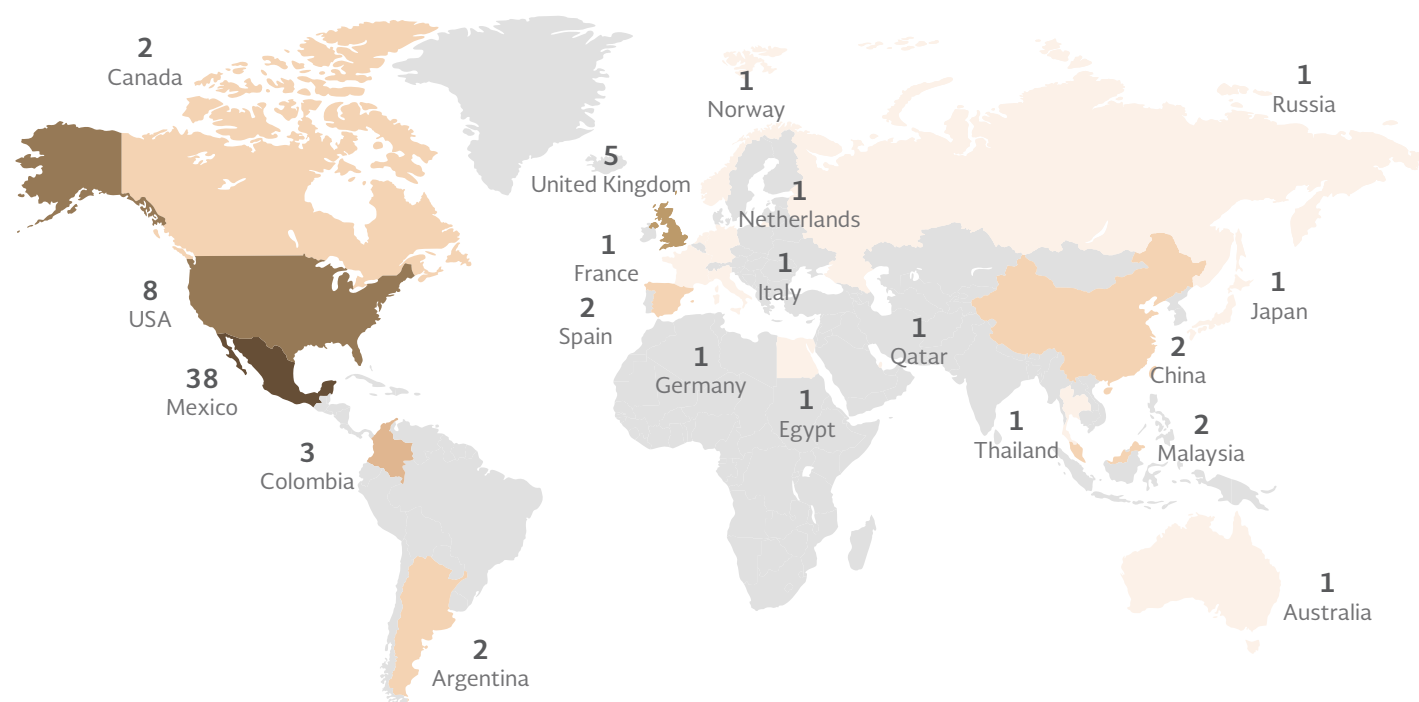 2
Canada
1
Norway
1
Russia
5
United Kingdom
1
Netherlands
1
France
1
Italy
8
USA
2
Spain
1
Japan
1
Qatar
2
China
38
Mexico
1
Germany
1
Egypt
1
Thailand
2
Malaysia
3
Colombia
1
Australia
2
Argentina